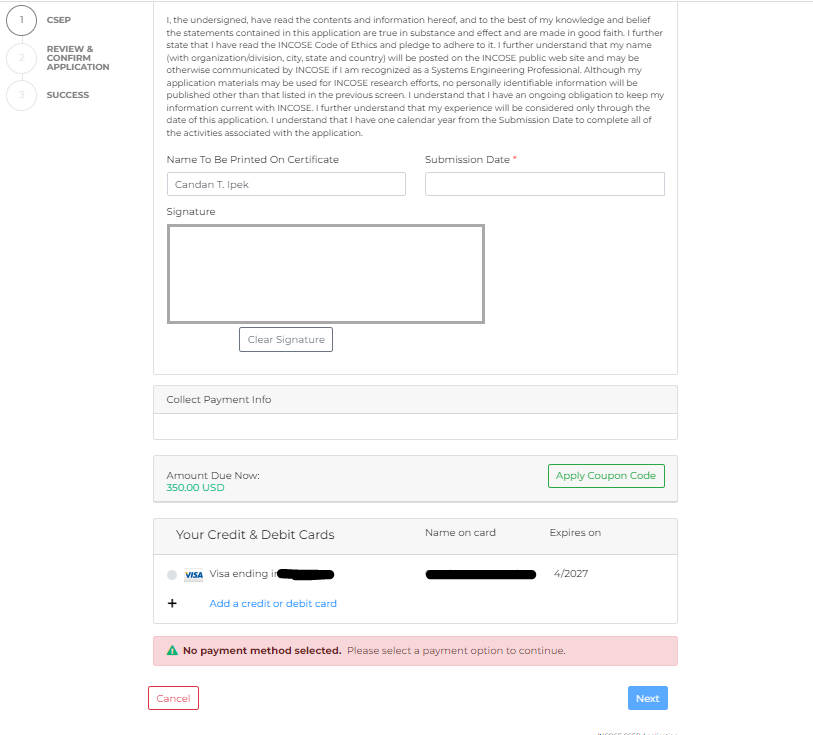 1 CSEP
2 REVIEW &
CONFIRM
APPLICATION
3 SUCCESS
I, the undersigned, have read the contents and information hereof, and to the best of my knowledge and belief
the statements contained in this application are true in substance and effect and are made in good faith. I further
state that I have read the INCOSE Code of Ethics and pledge to adhere to it. I further understand that my name
(with organization/division, city, state and country) will be posted on the INCOSE public web site and may be
otherwise communicated by INCOSE if I am recognized as a Systems Engineering Professional. Although my
application materials may be used for INCOSE research efforts, no personally identifiable information will be
published other than that listed in the previous screen. I understand that I have an ongoing obligation to keep my
information current with INCOSE. I further understand that my experience will be considered only through the
date of this application. I understand that I have one calendar year from the Submission Date to complete all of
the activities associated with the application.
Name To Be Printed On Certificate Submission Date *
Candan T. Ipek
Signature
Clear Signature
Collect Payment Info
Amount Due Now:
350.00 USD
Apply Coupon Code
Your Credit & Debit Cards Name on card Expires on
VISA Visa ending in 4/2027
+ Add a credit or debit card
No payment method selected. Please select a payment option to continue.
Cancel Next